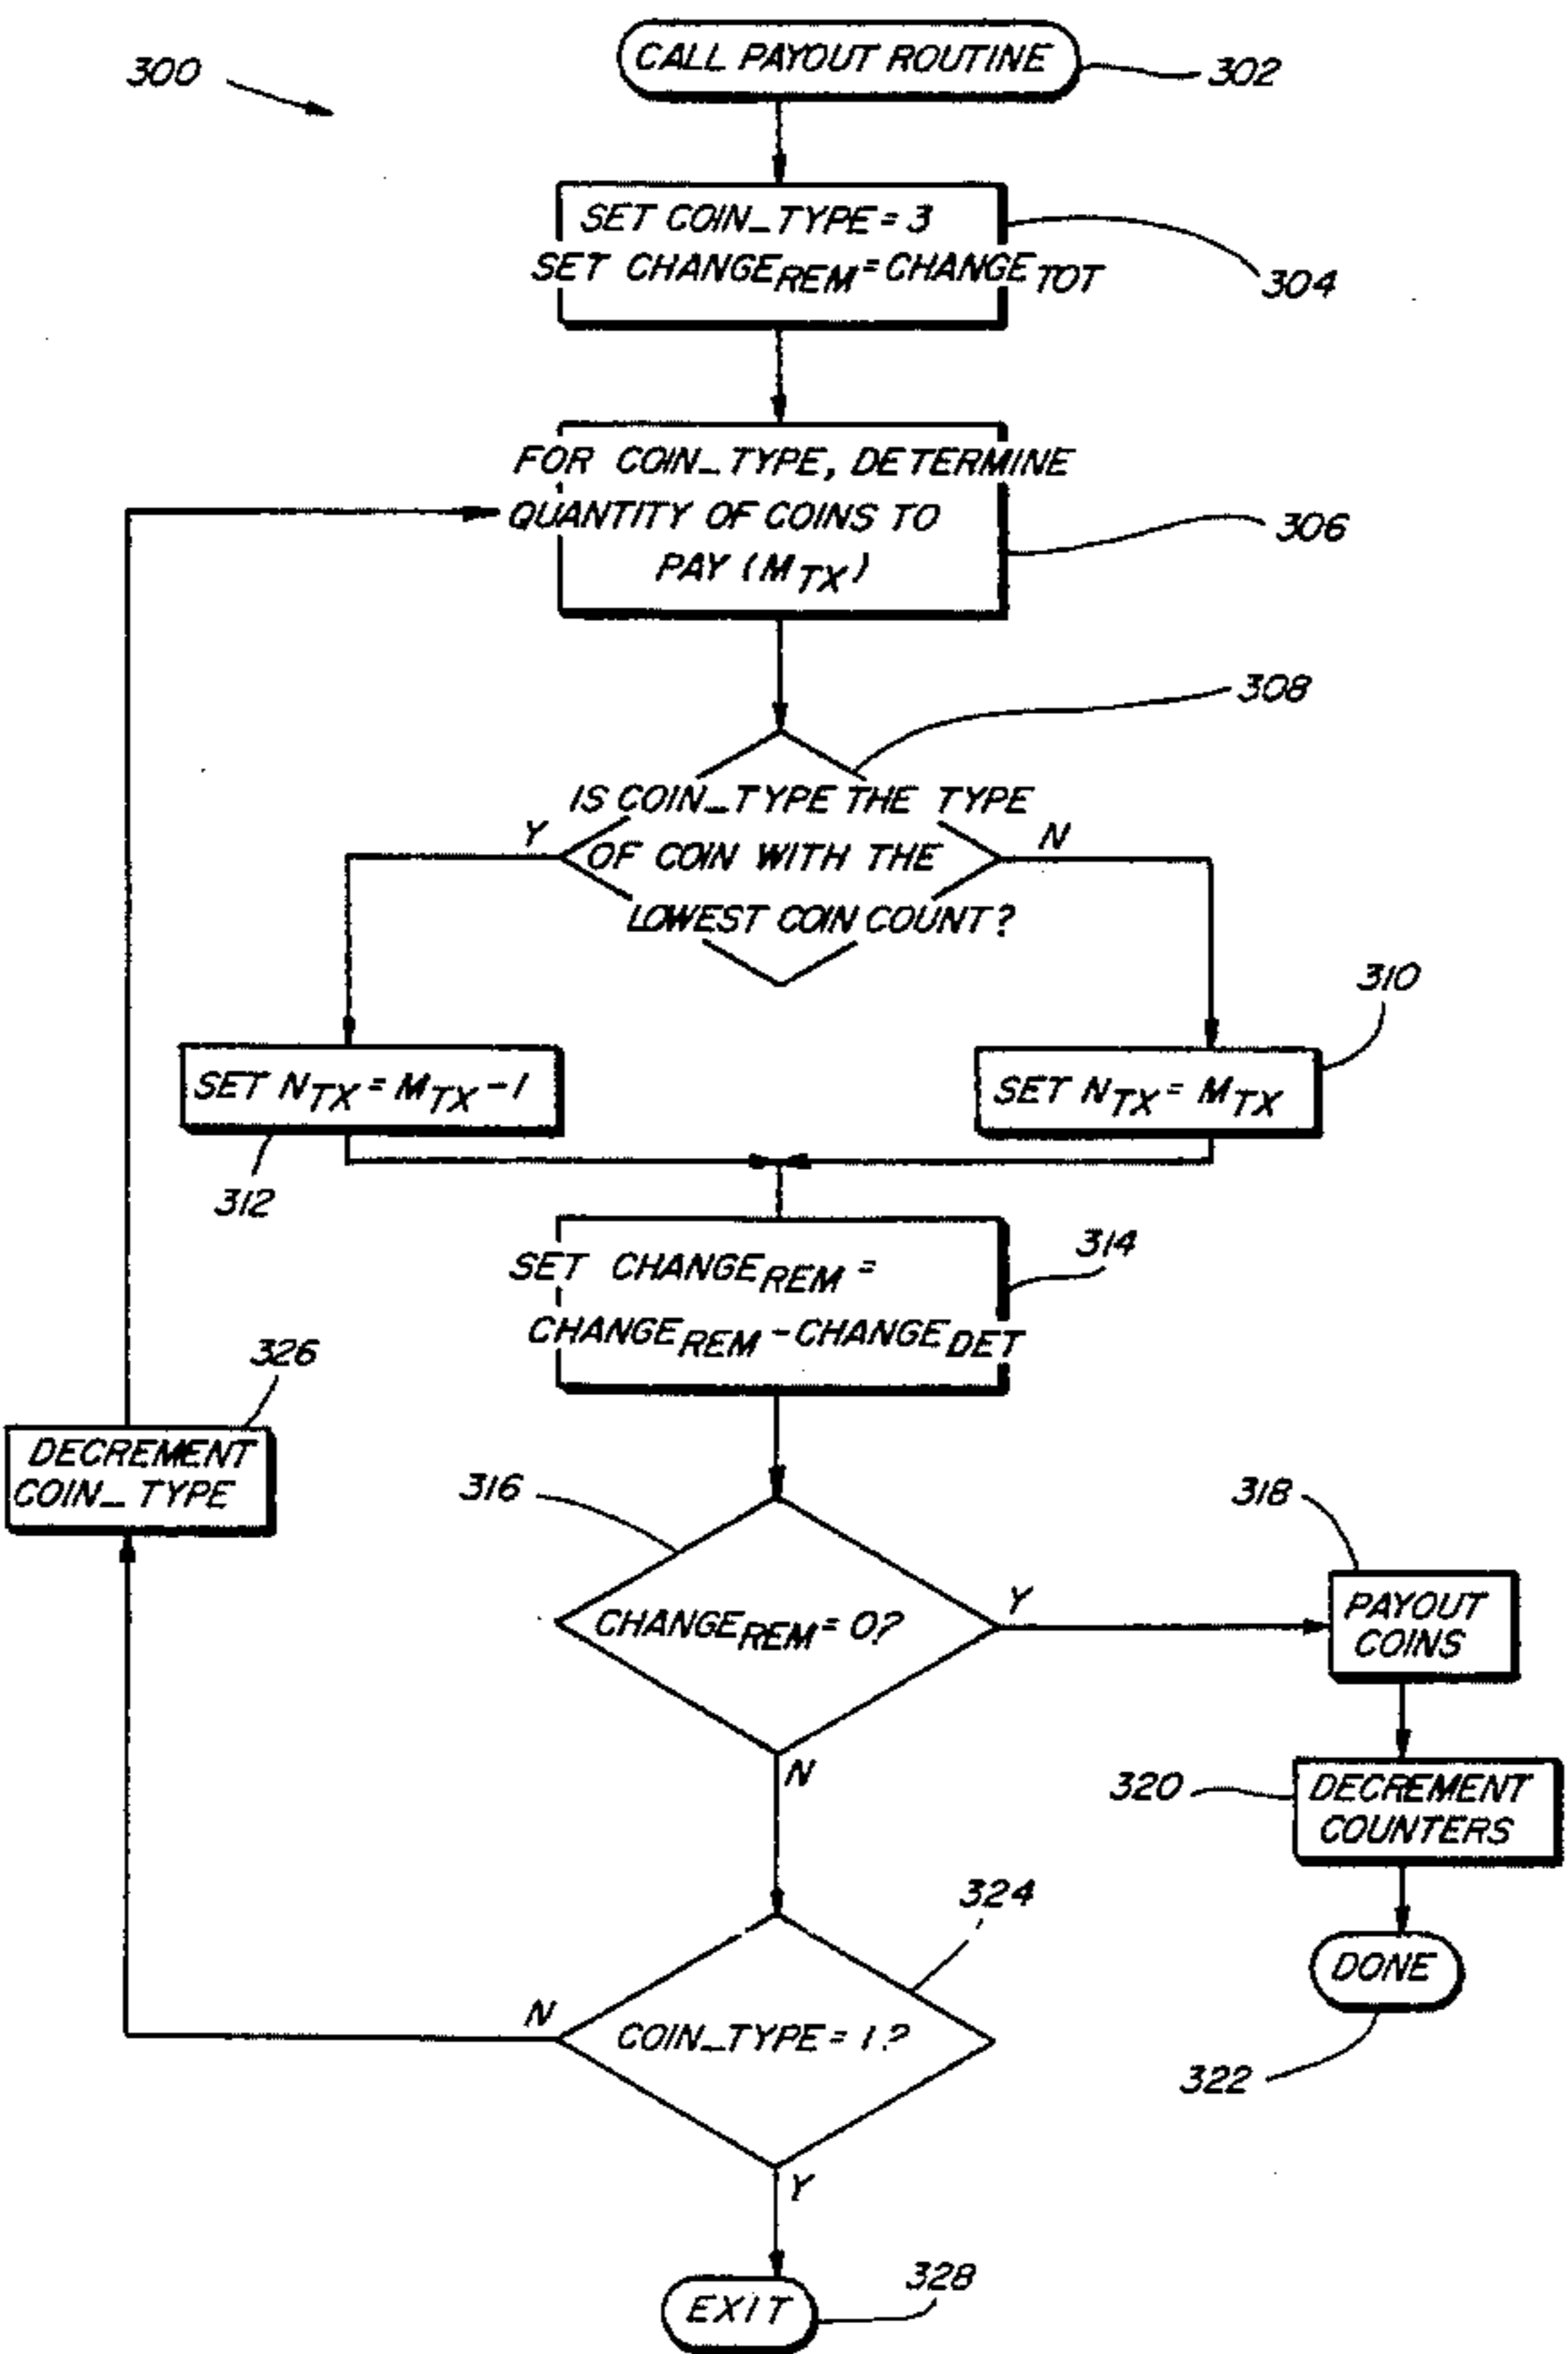 300
CALL PAYOUT ROUTINE
302
SET COIN_TYPE = 3
SET CHANGE REM = CHANGE TOT
304
FOR COIN_TYPE, DETERMINE
QUANTITY OF COINS TO
PAY (M TX)
306
308
IS COIN_TYPE THE TYPE
OF COIN WITH THE
LOWEST COIN COUNT?
Y
N
310
SET N TX = M TX - 1
SET N TX = M TX
312
314
SET CHANGE REM =
CHANGE REM - CHANGE DET
326
DECREMENT
COIN_TYPE
316
318
CHANGE REM = 0?
Y
PAYOUT
COINS
N
320
DECREMENT
COUNTERS
324
DONE
N
COIN_TYPE = 1?
322
Y
328
EXIT